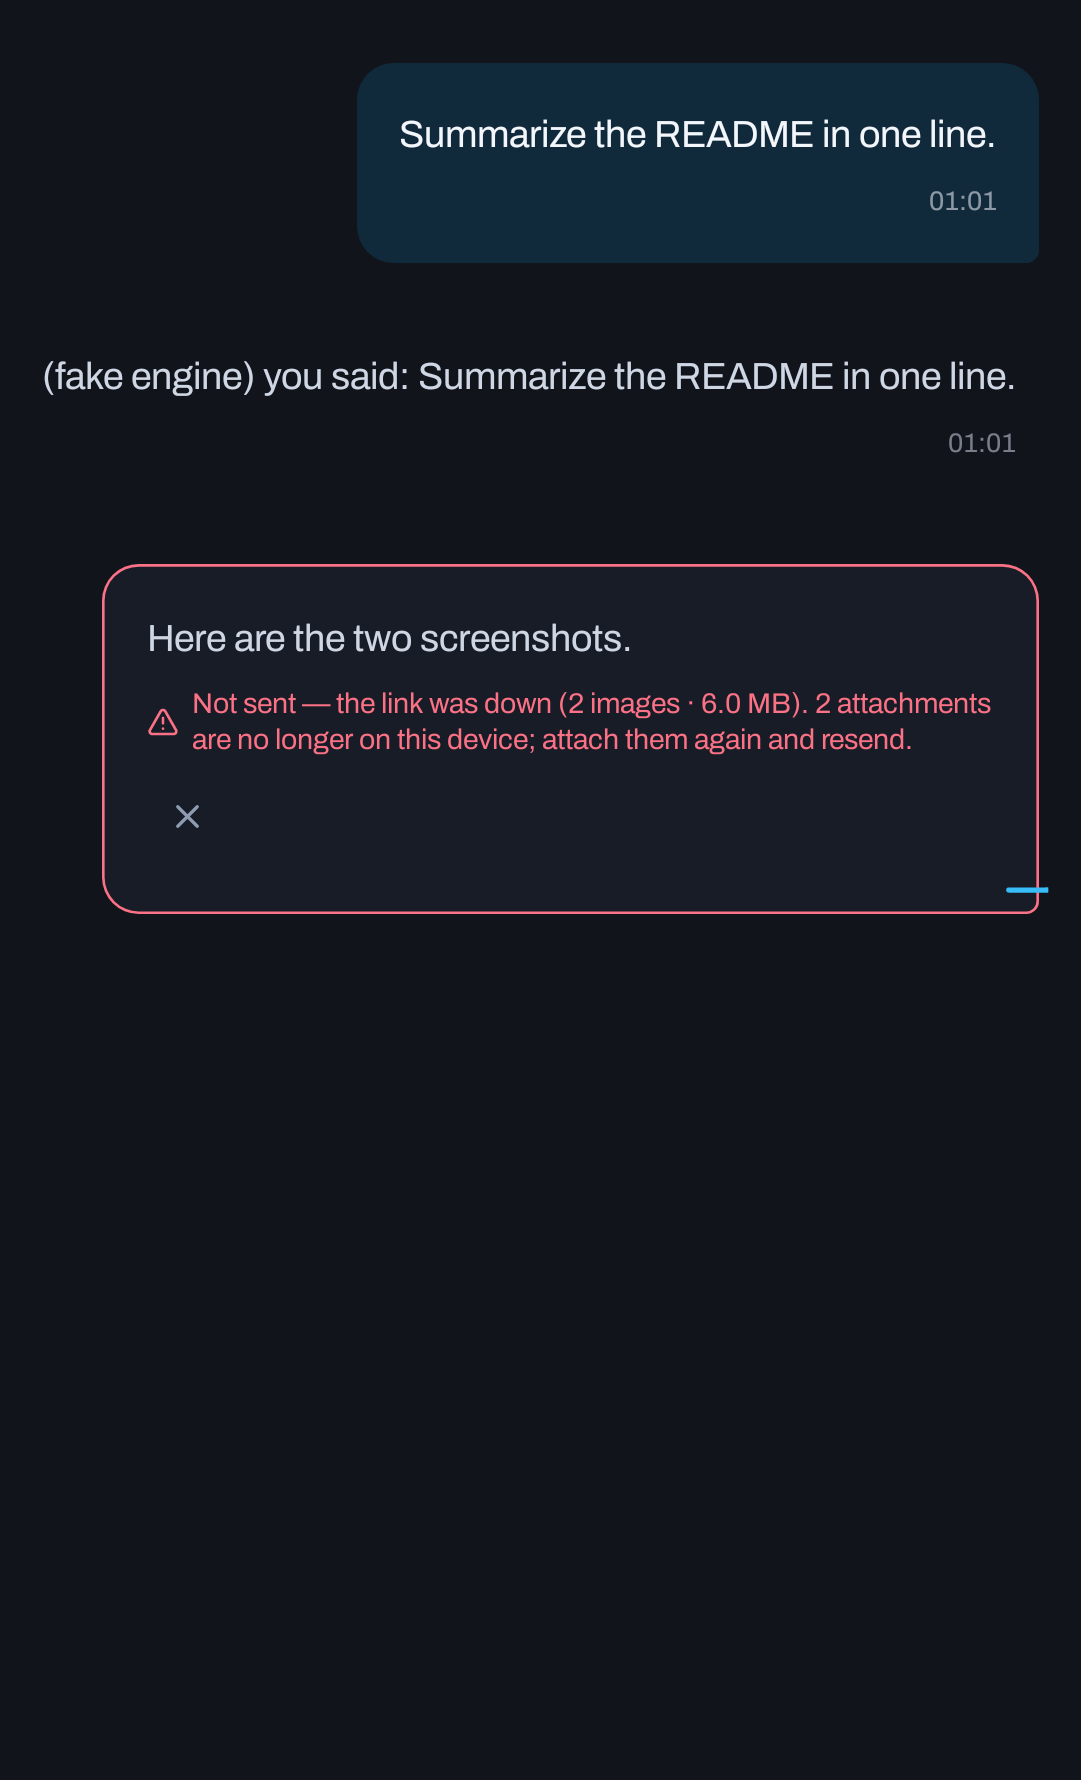 Summarize the README in one line.
01:01
(fake engine) you said: Summarize the README in one line.
01:01
Here are the two screenshots.
Not sent — the link was down (2 images · 6.0 MB). 2 attachments
are no longer on this device; attach them again and resend.